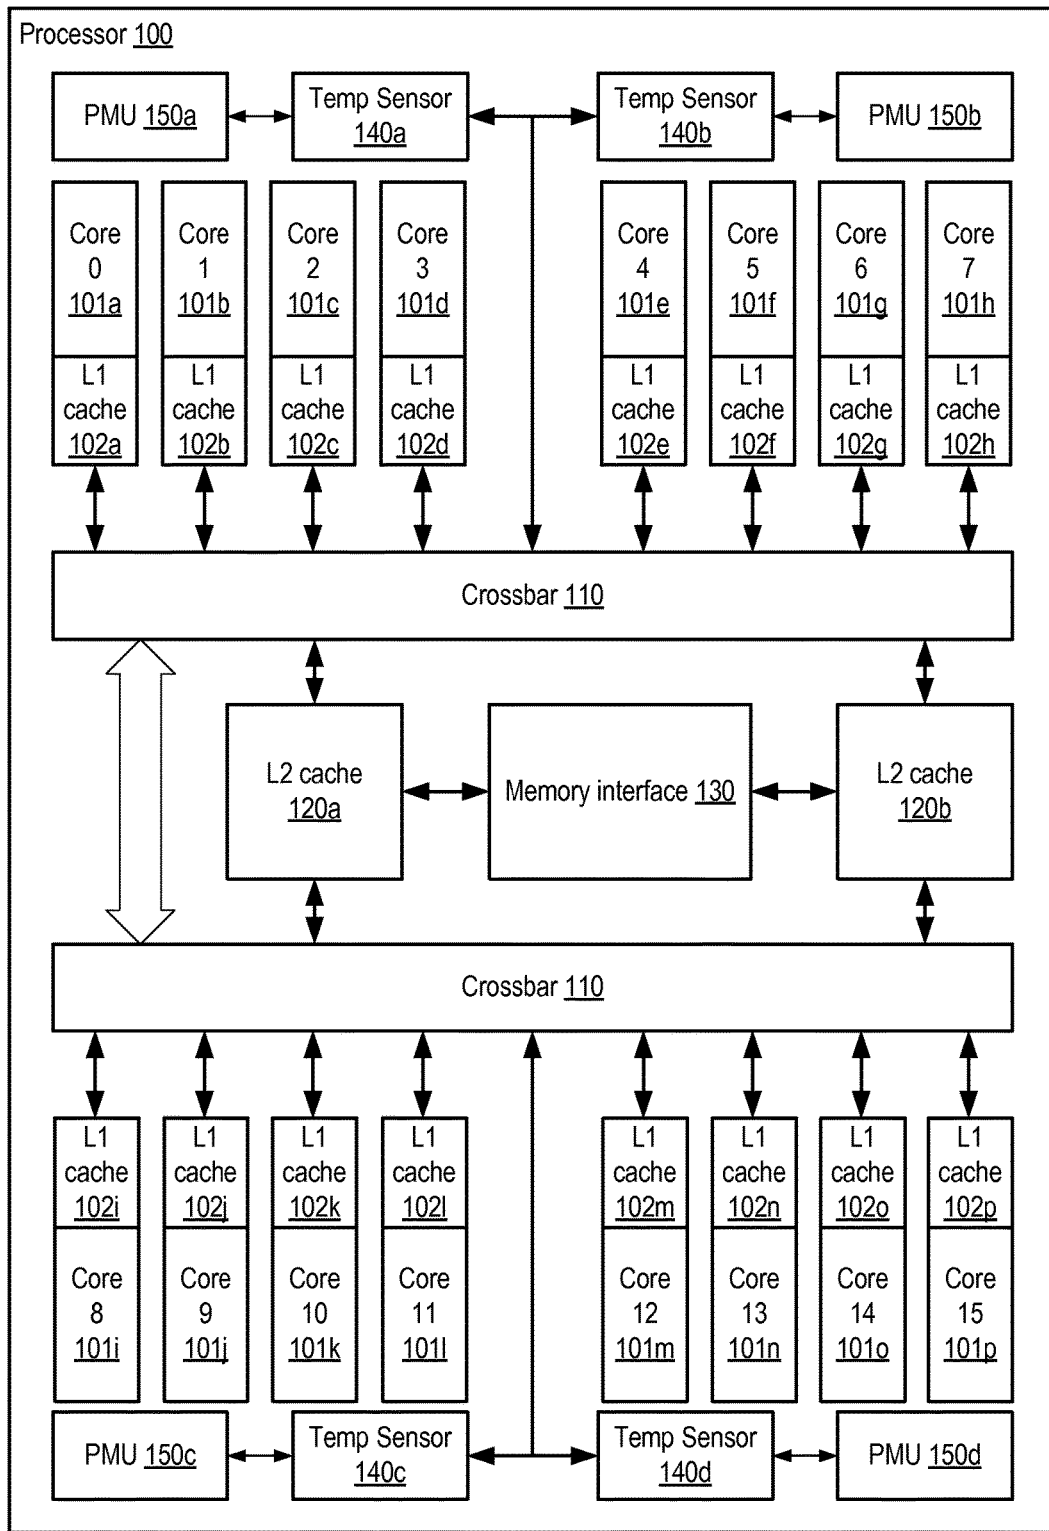 Processor 100
PMU 150a
Temp Sensor
140a
Temp Sensor
140b
PMU 150b
Core
0
101a
Core
1
101b
Core
2
101c
Core
3
101d
Core
4
101e
Core
5
101f
Core
6
101g
Core
7
101h
L1
cache
102a
L1
cache
102b
L1
cache
102c
L1
cache
102d
L1
cache
102e
L1
cache
102f
L1
cache
102g
L1
cache
102h
Crossbar 110
L2 cache
120a
Memory interface 130
L2 cache
120b
Crossbar 110
L1
cache
102i
L1
cache
102j
L1
cache
102k
L1
cache
102l
L1
cache
102m
L1
cache
102n
L1
cache
102o
L1
cache
102p
Core
8
101i
Core
9
101j
Core
10
101k
Core
11
101l
Core
12
101m
Core
13
101n
Core
14
101o
Core
15
101p
PMU 150c
Temp Sensor
140c
Temp Sensor
140d
PMU 150d